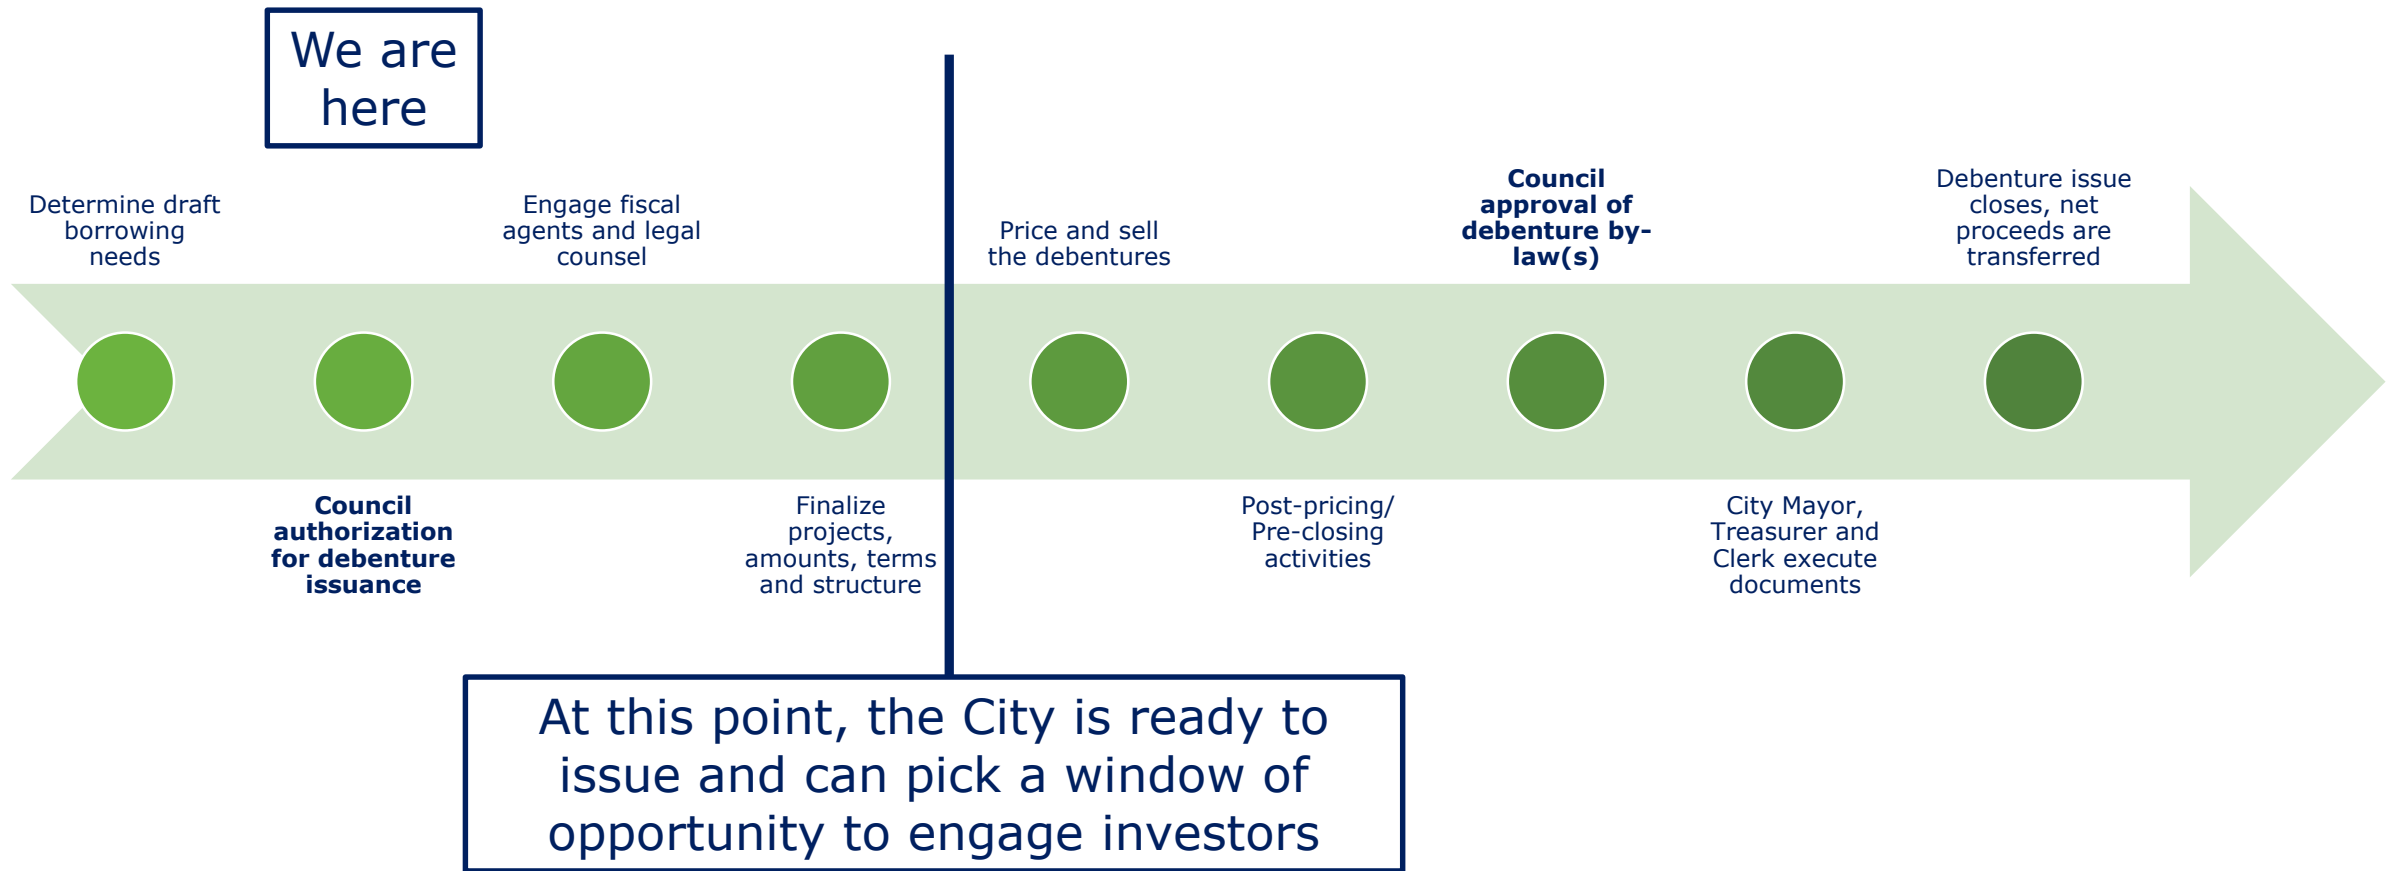 We are
here
Determine draft
borrowing
needs
Council
authorization
for debenture
issuance
Engage fiscal
agents and legal
counsel
Finalize
projects,
amounts, terms
and structure
Price and sell
the debentures
Post-pricing/
Pre-closing
activities
Council
approval of
debenture by-
law(s)
City Mayor,
Treasurer and
Clerk execute
documents
Debenture issue
closes, net
proceeds are
transferred
At this point, the City is ready to
issue and can pick a window of
opportunity to engage investors